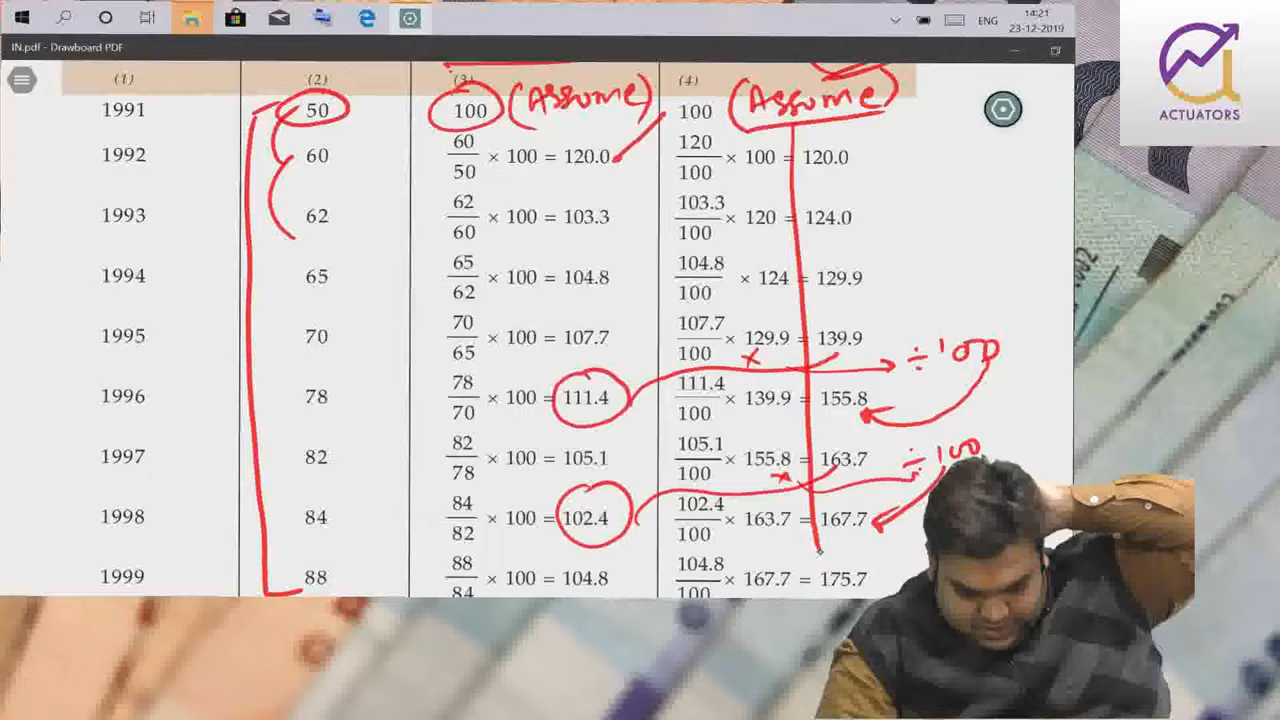 14:21
ENG
23-12-2019
IN.pdf - Drawboard PDF
ACTUATORS
(1) (2) (3) (4)
1991 50 100 (Assume) 100 (Assume)
1992 60 60/50 × 100 = 120.0 120/100 × 100 = 120.0
1993 62 62/60 × 100 = 103.3 103.3/100 × 120 = 124.0
1994 65 65/62 × 100 = 104.8 104.8/100 × 124 = 129.9
1995 70 70/65 × 100 = 107.7 107.7/100 × 129.9 = 139.9
× ÷100
1996 78 78/70 × 100 = 111.4 111.4/100 × 139.9 = 155.8
1997 82 82/78 × 100 = 105.1 105.1/100 × 155.8 = 163.7
× ÷100
1998 84 84/82 × 100 = 102.4 102.4/100 × 163.7 = 167.7
1999 88 88/84 × 100 = 104.8 104.8/100 × 167.7 = 175.7